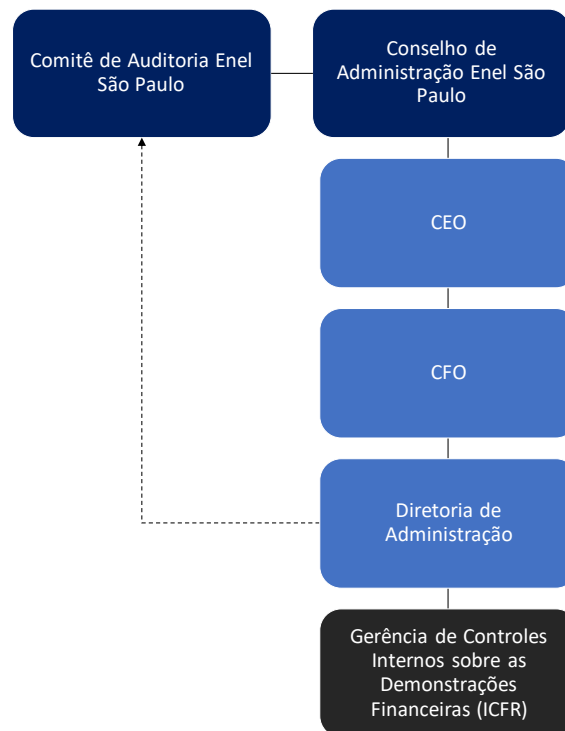 Comitê de Auditoria Enel
São Paulo
Conselho de
Administração Enel São
Paulo
CEO
CFO
Diretoria de
Administração
Gerência de Controles
Internos sobre as
Demonstrações
Financeiras (ICFR)